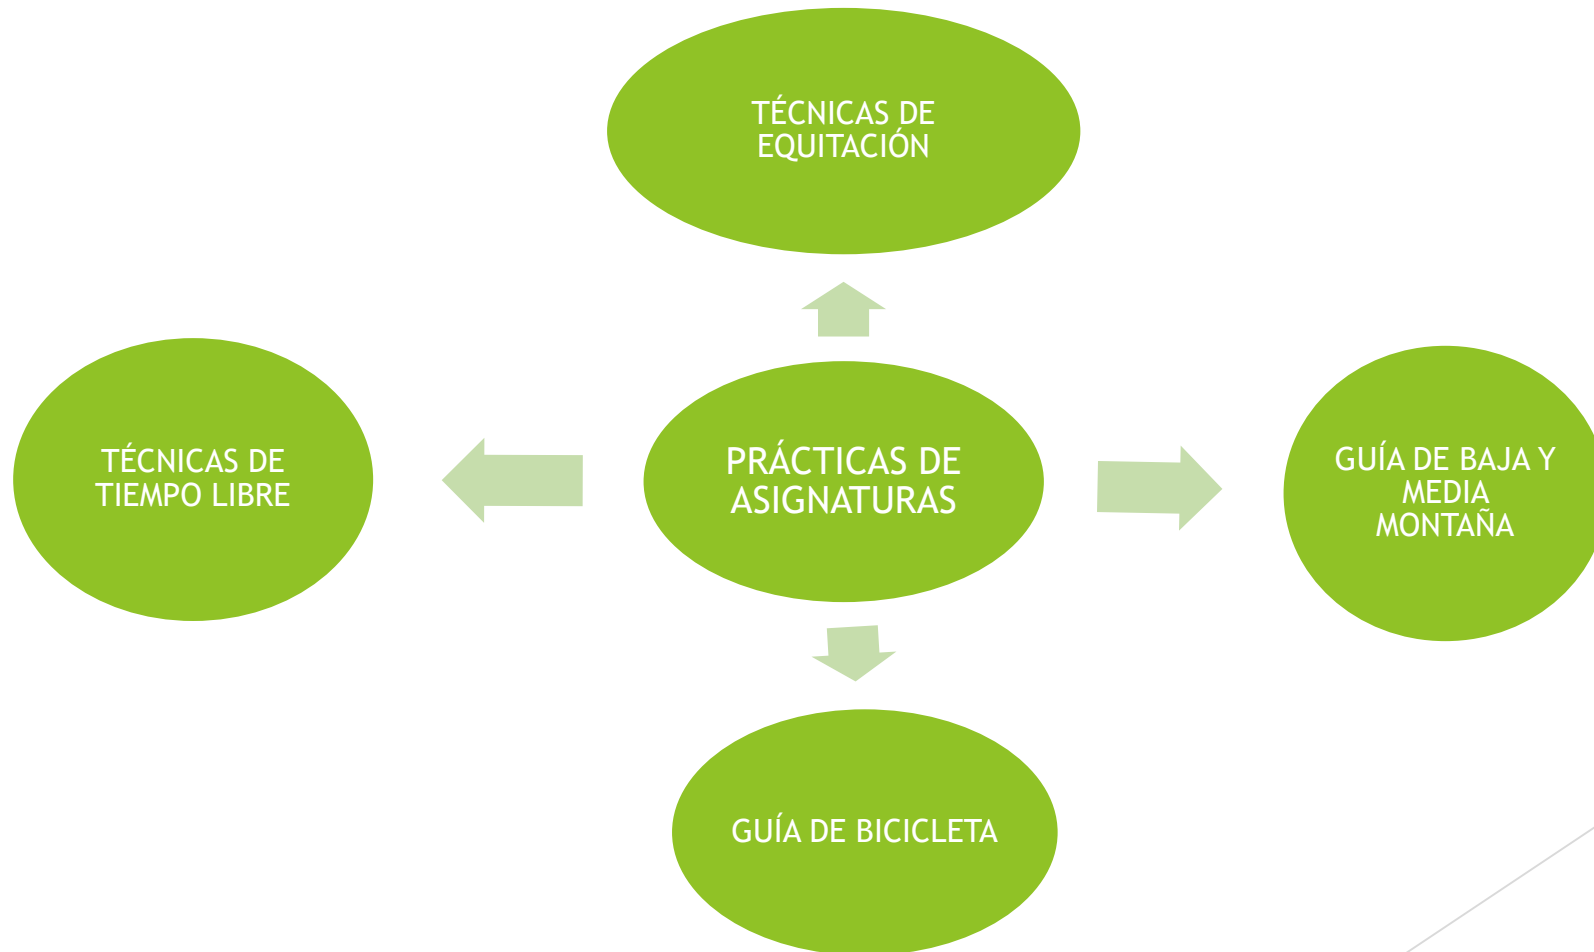 TÉCNICAS DE
EQUITACIÓN
TÉCNICAS DE
TIEMPO LIBRE
PRÁCTICAS DE
ASIGNATURAS
GUÍA DE BAJA Y
MEDIA
MONTAÑA
GUÍA DE BICICLETA